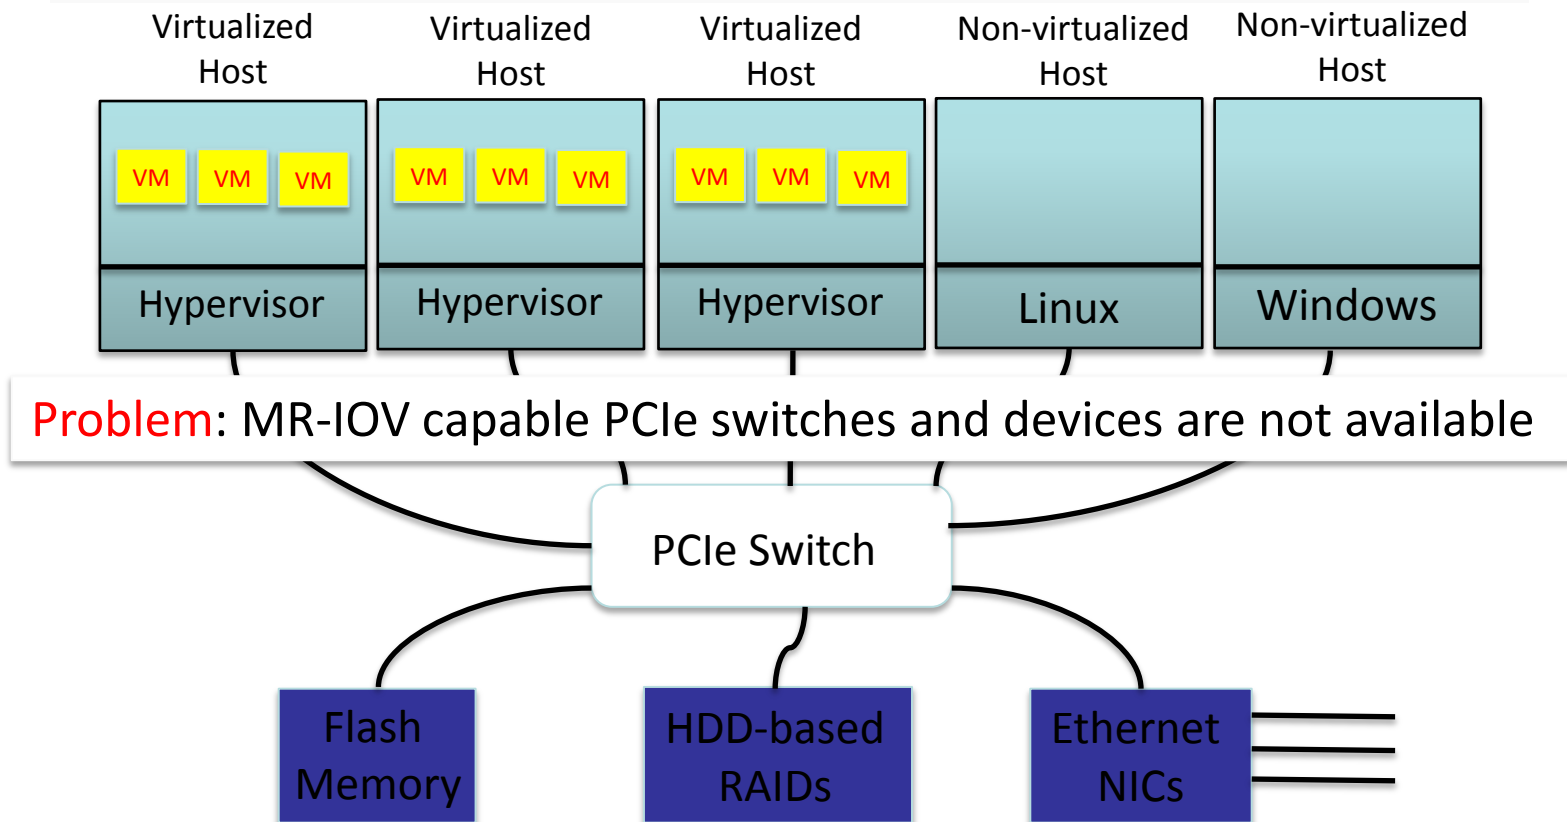 Virtualized
Host
Virtualized
Host
Virtualized
Host
Non-virtualized
Host
Non-virtualized
Host
VM VM VM
VM VM VM
VM VM VM
Hypervisor
Hypervisor
Hypervisor
Linux
Windows
Problem: MR-IOV capable PCIe switches and devices are not available
PCIe Switch
Flash
Memory
HDD-based
RAIDs
Ethernet
NICs